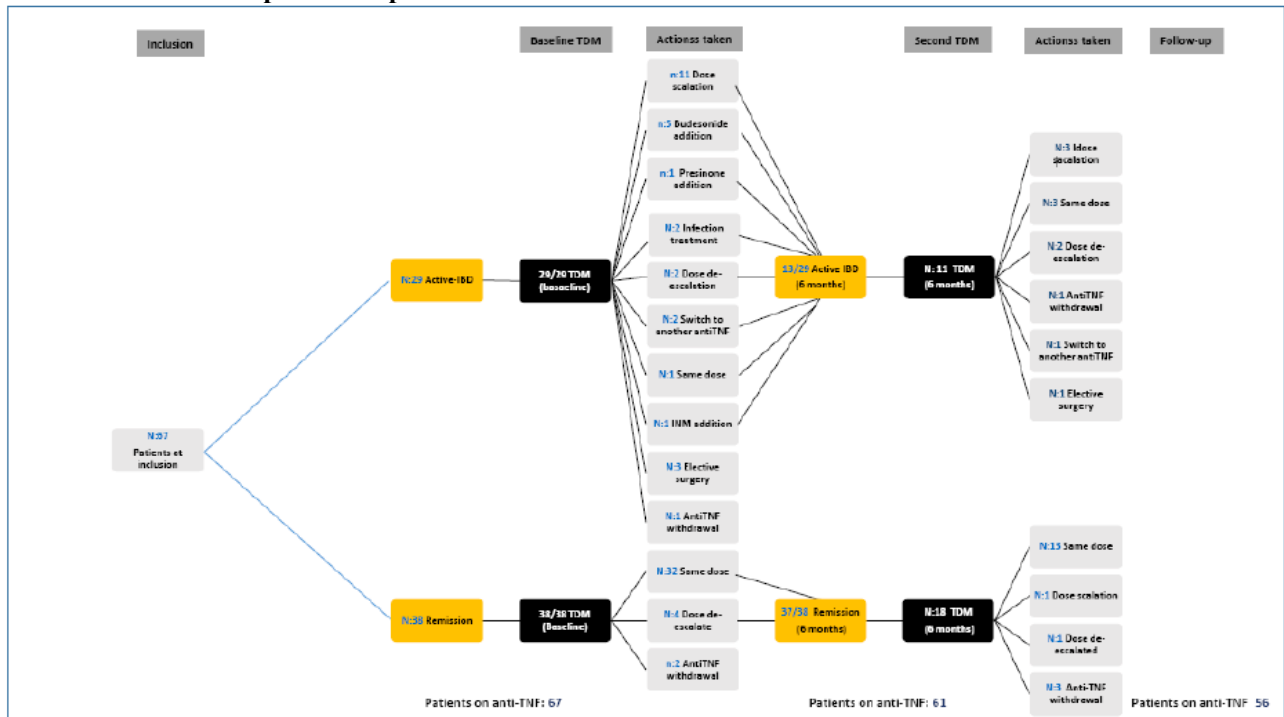 Inclusion
Baseline TDM
Actionss taken
Second TDM
Actionss taken
Follow-up
N:67
Patients at
inclusion
N:29 Active-IBD
N:38 Remission
29/29 TDM
(basaeline)
38/38 TDM
(Baseline)
n:11 Dose
scalation
n:5 Budesonide
addition
n:1 Presinone
addition
N:2 Infection
treatment
N:2 Dose de-
escalation
N:2 Switch to
another antiTNF
N:1 Same dose
N:1 INM addition
N:3 Elective
surgery
N:1 AntiTNF
withdrawal
N:32 Same dose
N:4 Dose de-
escalate
n:2 AntiTNF
withdrawal
13/29 Active IBD
(6 months)
37/38 Remission
(6 months)
N:11 TDM
(6 months)
N:18 TDM
(6 months)
N:3 Idose
sacalation
N:3 Same dose
N:2 Dose de-
escalation
N:1 AntiTNF
withdrawal
N:1 Switch to
another antiTNF
N:1 Elective
surgery
N:13 Same dose
N:1 Dose scalation
N:1 Dose de-
escalated
N:3 Anti-TNF
withdrawal
Patients on anti-TNF: 67
Patients on anti-TNF: 61
Patients on anti-TNF 56